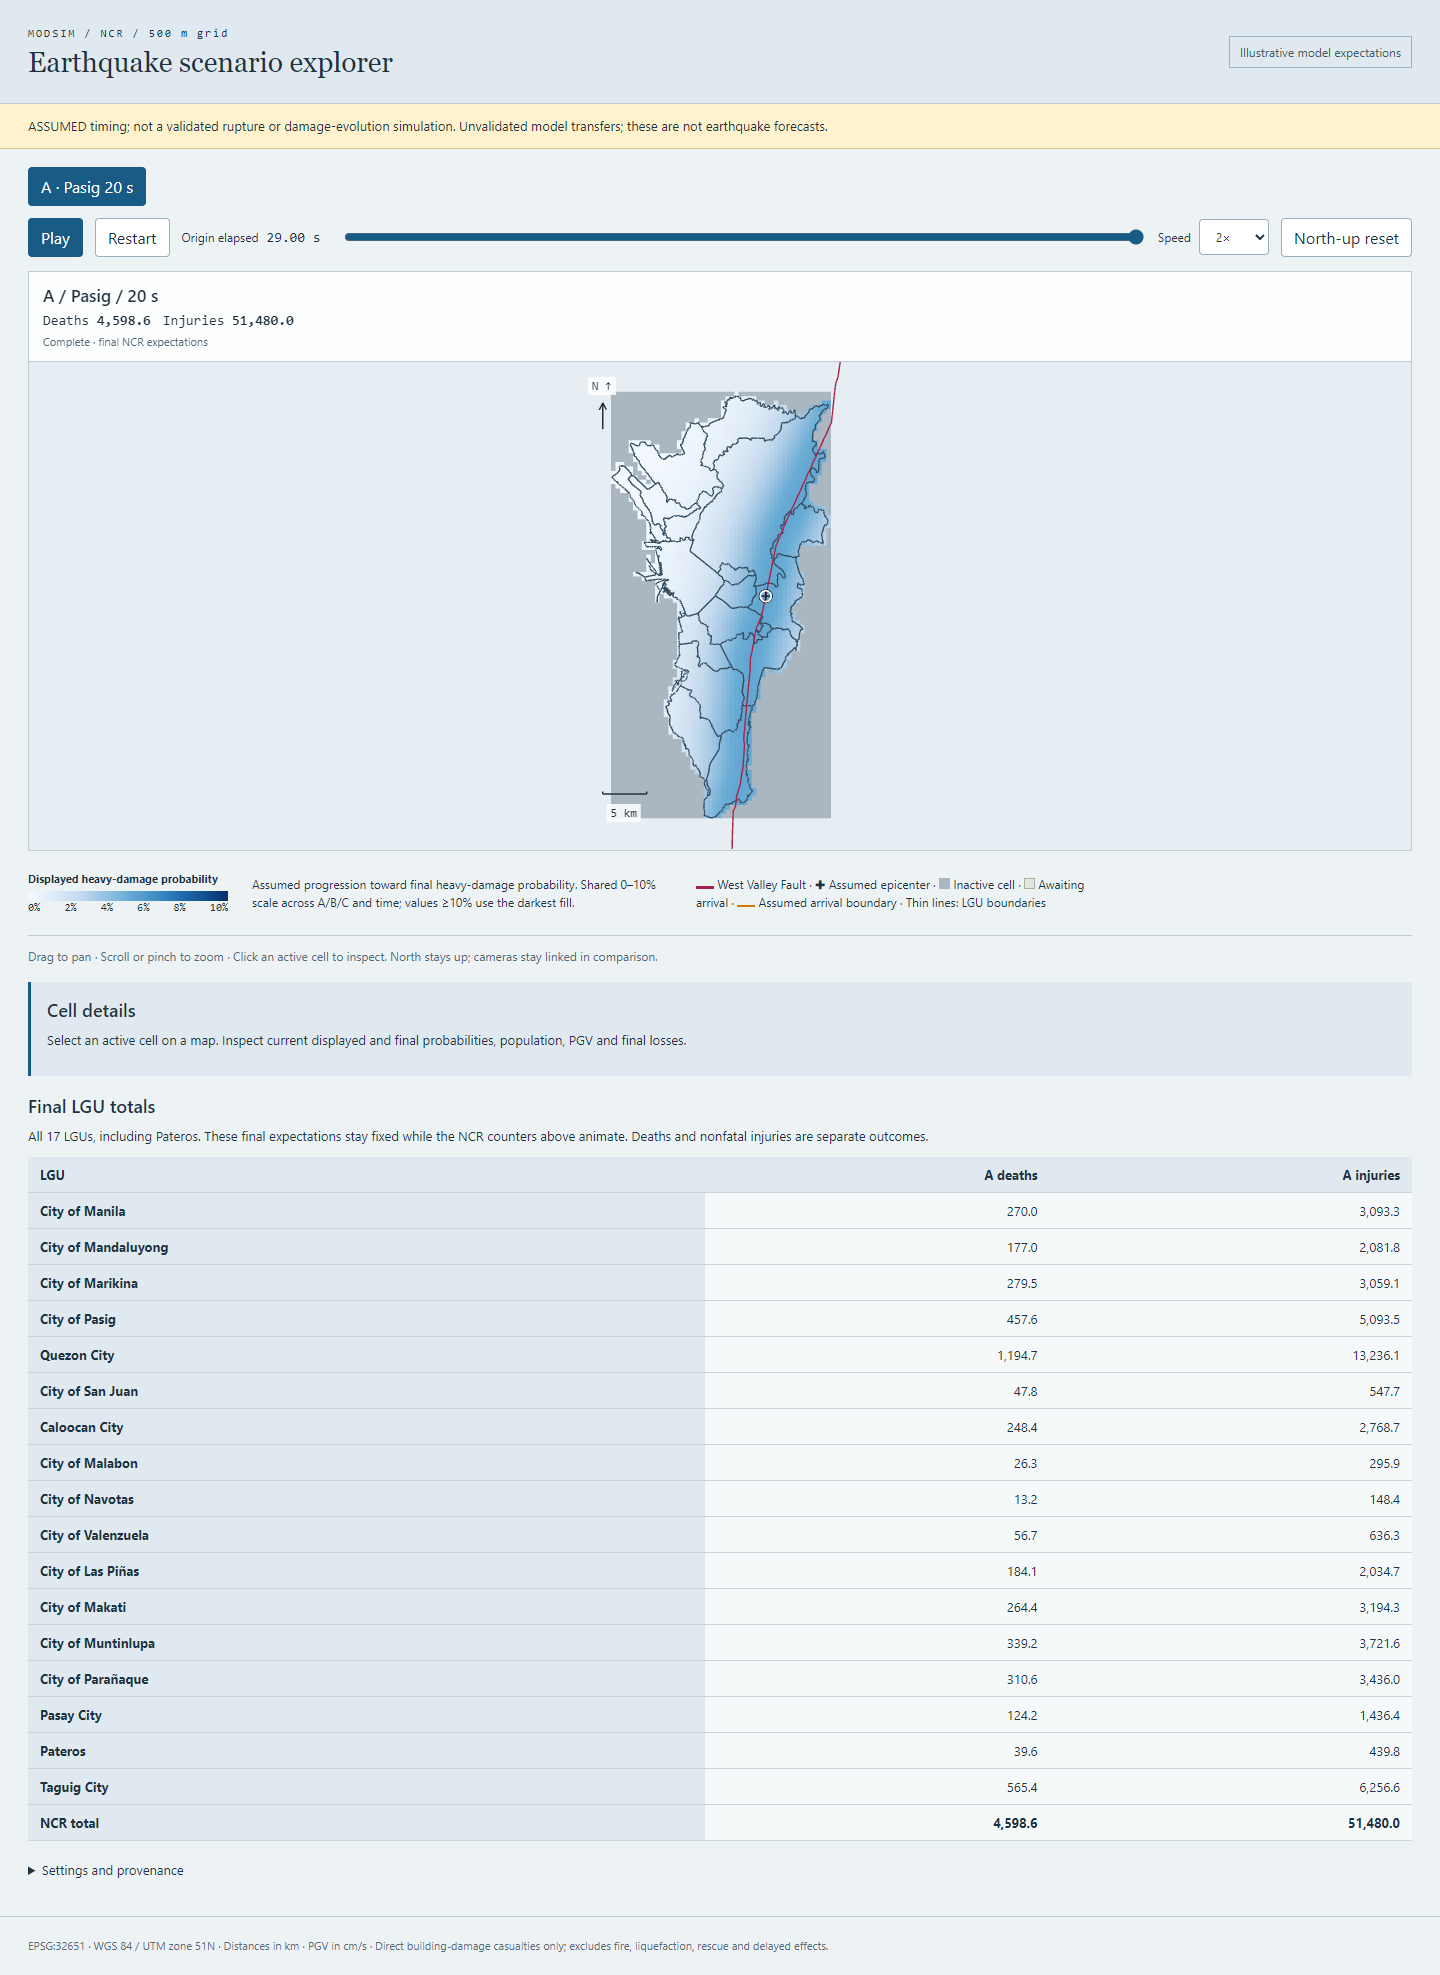 MODSIM / NCR / 500 m grid
Earthquake scenario explorer
Illustrative model expectations
ASSUMED timing; not a validated rupture or damage-evolution simulation. Unvalidated model transfers; these are not earthquake forecasts.
A · Pasig 20 s
Play Restart Origin elapsed 29.00 s Speed 2× North-up reset
A / Pasig / 20 s
Deaths 4,598.6 Injuries 51,480.0
Complete · final NCR expectations
N ↑
5 km
Displayed heavy-damage probability
0% 2% 4% 6% 8% 10%
Assumed progression toward final heavy-damage probability. Shared 0–10%
scale across A/B/C and time; values ≥10% use the darkest fill.
West Valley Fault · ✚ Assumed epicenter · Inactive cell · Awaiting
arrival · Assumed arrival boundary · Thin lines: LGU boundaries
Drag to pan · Scroll or pinch to zoom · Click an active cell to inspect. North stays up; cameras stay linked in comparison.
Cell details
Select an active cell on a map. Inspect current displayed and final probabilities, population, PGV and final losses.
Final LGU totals
All 17 LGUs, including Pateros. These final expectations stay fixed while the NCR counters above animate. Deaths and nonfatal injuries are separate outcomes.
LGU A deaths A injuries
City of Manila 270.0 3,093.3
City of Mandaluyong 177.0 2,081.8
City of Marikina 279.5 3,059.1
City of Pasig 457.6 5,093.5
Quezon City 1,194.7 13,236.1
City of San Juan 47.8 547.7
Caloocan City 248.4 2,768.7
City of Malabon 26.3 295.9
City of Navotas 13.2 148.4
City of Valenzuela 56.7 636.3
City of Las Piñas 184.1 2,034.7
City of Makati 264.4 3,194.3
City of Muntinlupa 339.2 3,721.6
City of Parañaque 310.6 3,436.0
Pasay City 124.2 1,436.4
Pateros 39.6 439.8
Taguig City 565.4 6,256.6
NCR total 4,598.6 51,480.0
▶ Settings and provenance
EPSG:32651 · WGS 84 / UTM zone 51N · Distances in km · PGV in cm/s · Direct building-damage casualties only; excludes fire, liquefaction, rescue and delayed effects.